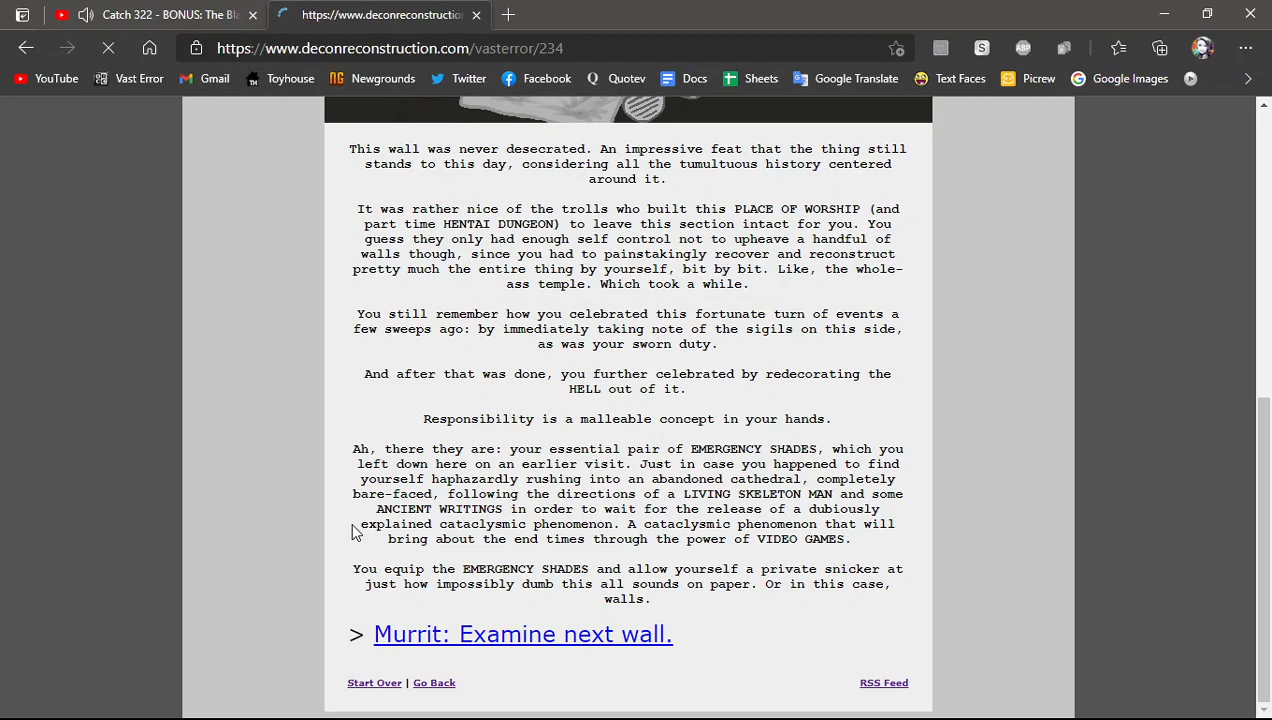 Catch 322 - BONUS: The Bla
https://www.deconreconstruction
https://www.deconreconstruction.com/vasterror/234
S
ABP
YouTube
Vast Error
Gmail
TH
Toyhouse
NG
Newgrounds
Twitter
Facebook
Quotev
Docs
Sheets
Google Translate
Text Faces
Picrew
Google Images
This wall was never desecrated. An impressive feat that the thing still
stands to this day, considering all the tumultuous history centered
around it.
It was rather nice of the trolls who built this PLACE OF WORSHIP (and
part time HENTAI DUNGEON) to leave this section intact for you. You
guess they only had enough self control not to upheave a handful of
walls though, since you had to painstakingly recover and reconstruct
pretty much the entire thing by yourself, bit by bit. Like, the whole-
ass temple. Which took a while.
You still remember how you celebrated this fortunate turn of events a
few sweeps ago: by immediately taking note of the sigils on this side,
as was your sworn duty.
And after that was done, you further celebrated by redecorating the
HELL out of it.
Responsibility is a malleable concept in your hands.
Ah, there they are: your essential pair of EMERGENCY SHADES, which you
left down here on an earlier visit. Just in case you happened to find
yourself haphazardly rushing into an abandoned cathedral, completely
bare-faced, following the directions of a LIVING SKELETON MAN and some
ANCIENT WRITINGS in order to wait for the release of a dubiously
explained cataclysmic phenomenon. A cataclysmic phenomenon that will
bring about the end times through the power of VIDEO GAMES.
You equip the EMERGENCY SHADES and allow yourself a private snicker at
just how impossibly dumb this all sounds on paper. Or in this case,
walls.
> Murrit: Examine next wall.
Start Over | Go Back
RSS Feed